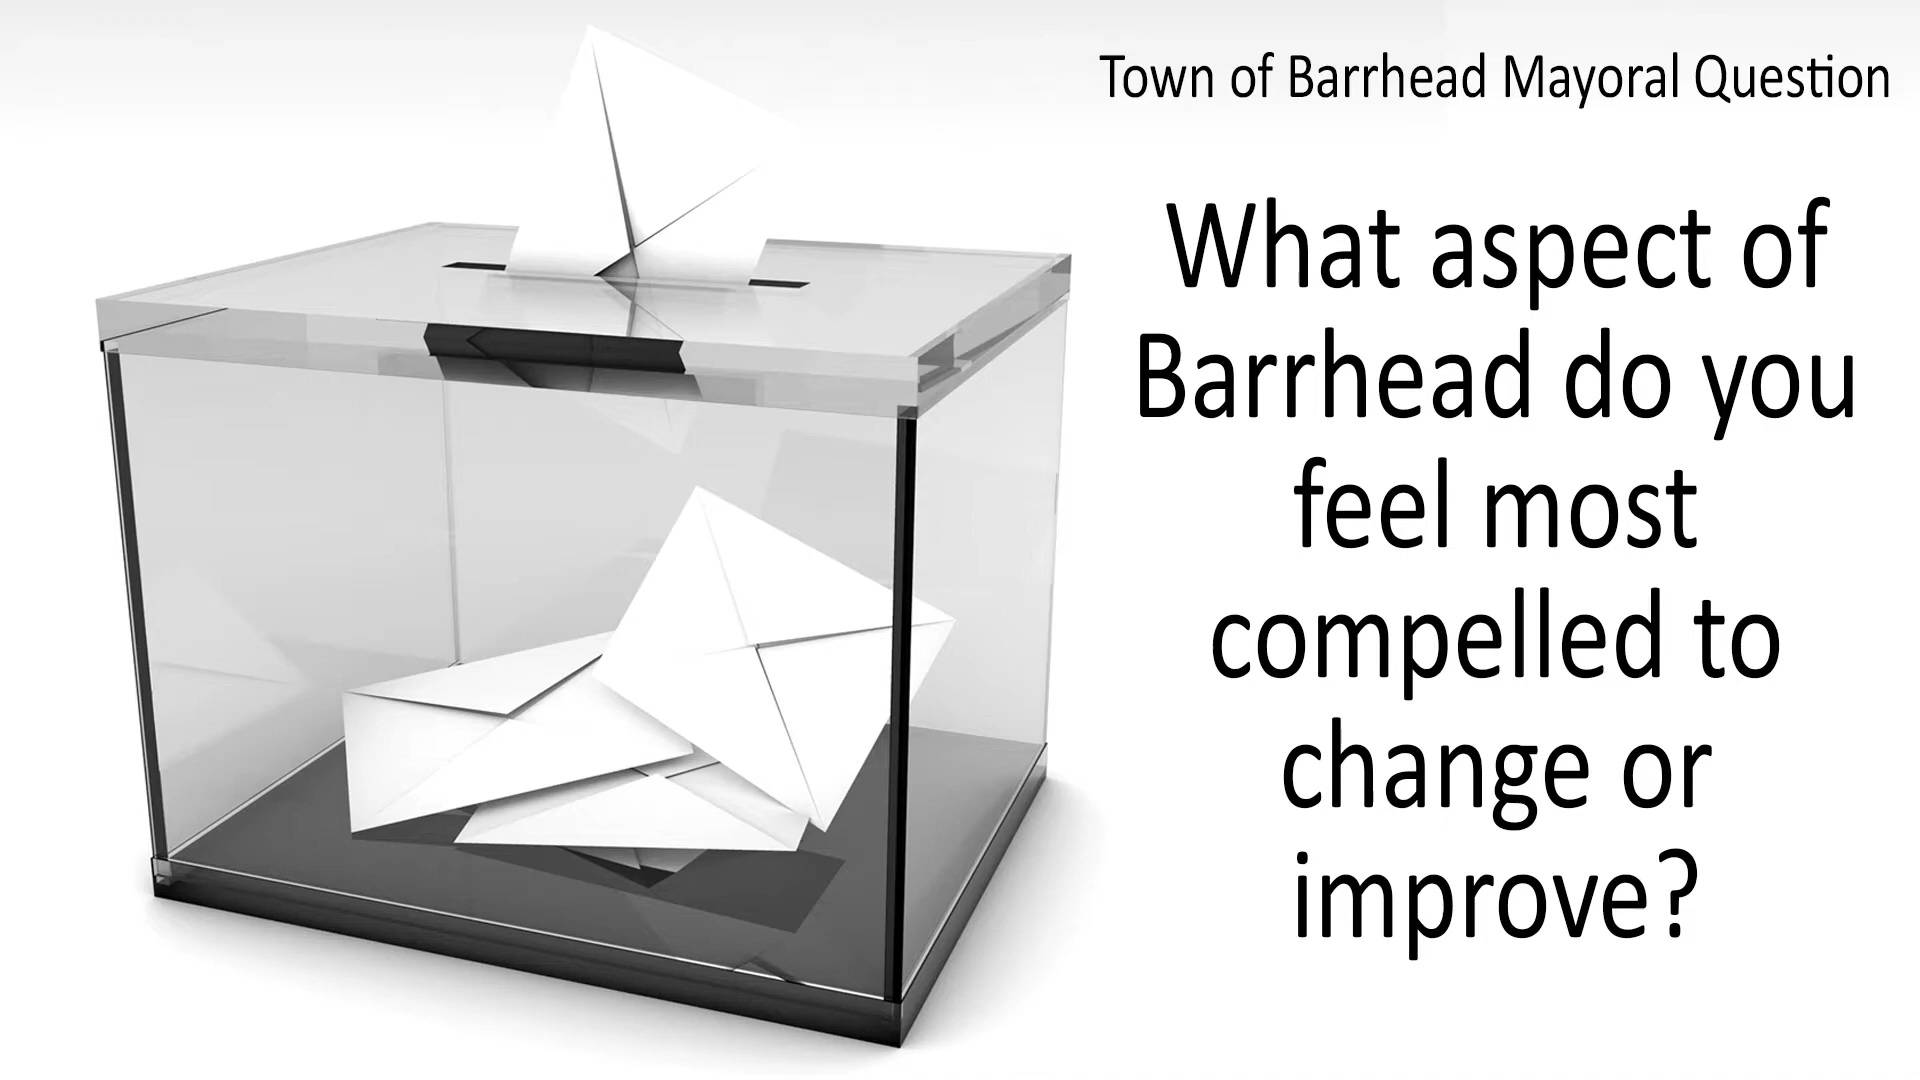 Town of Barrhead Mayoral Question
What aspect of
Barrhead do you
feel most
compelled to
change or
improve?